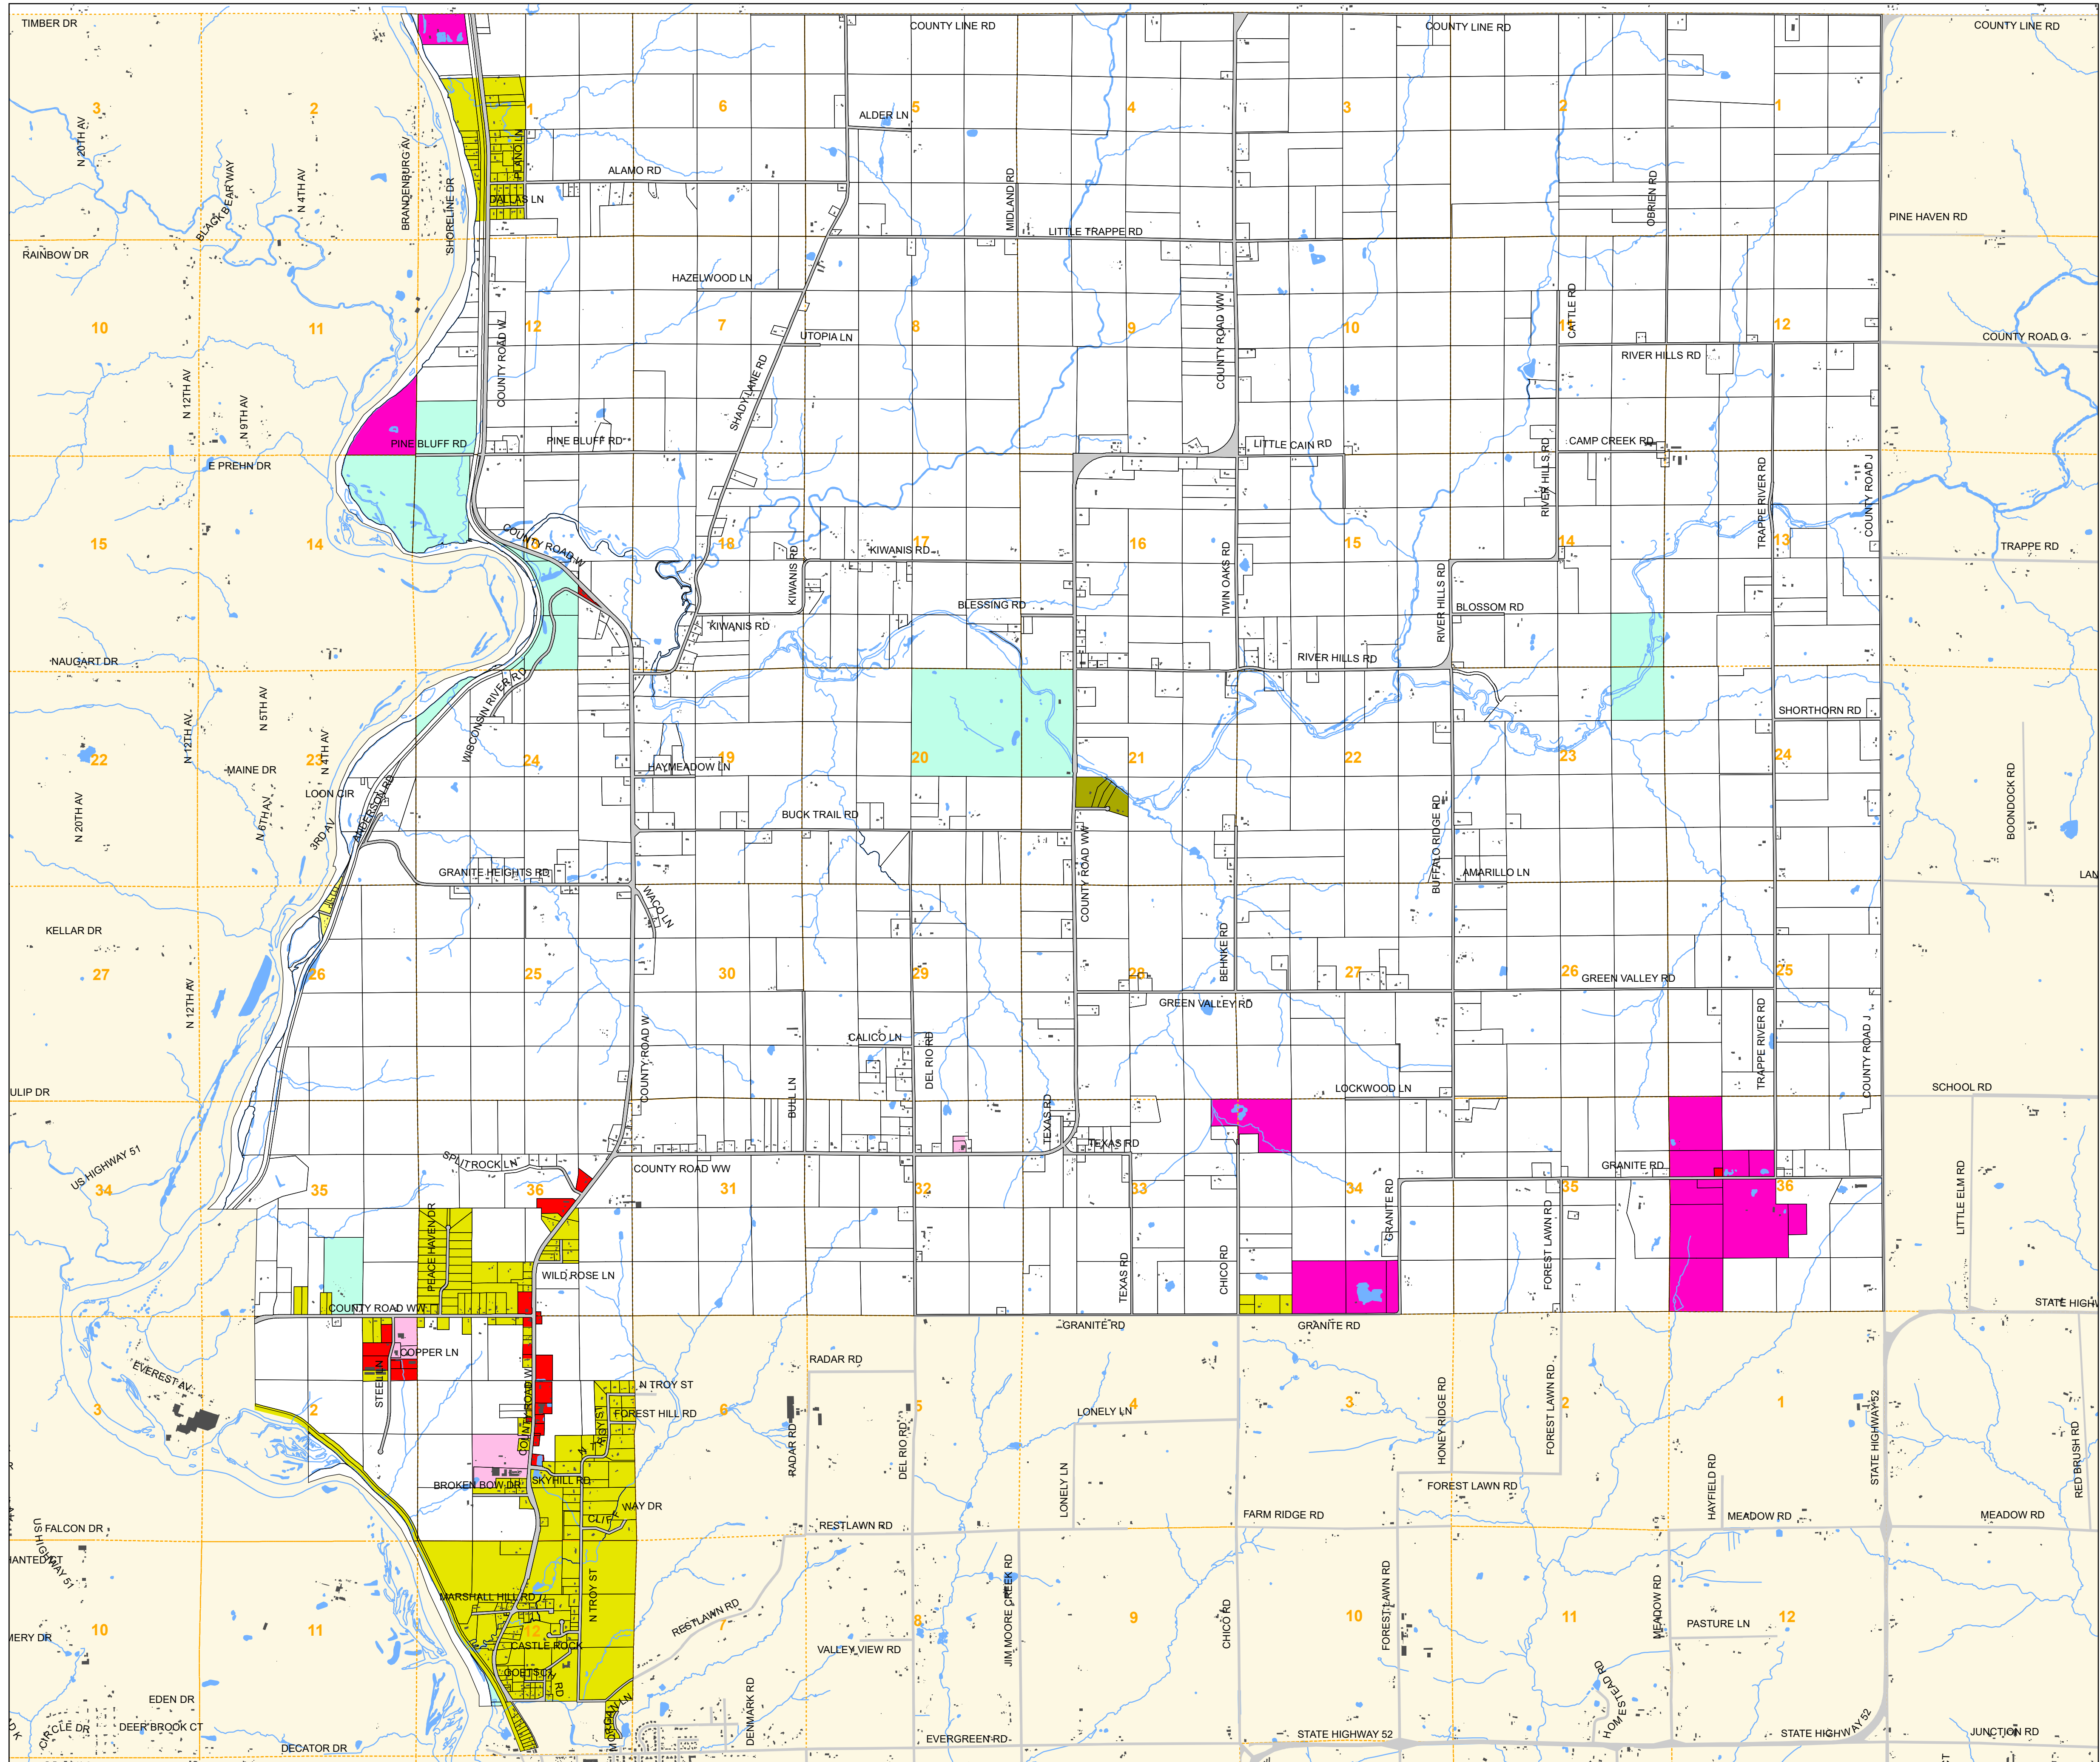 TIMBER DR
COUNTY LINE RD
COUNTY LINE RD
COUNTY LINE RD
3
2
1
6
5
4
3
2
1
N 20TH AV
ALDER LN
PLANO LN
BRANDENBURG AV
ALAMO RD
BLACK BEAR WAY
N 4TH AV
SHORELINE DR
DALLAS LN
MIDLAND RD
OBRIEN RD
PINE HAVEN RD
LITTLE TRAPPE RD
RAINBOW DR
HAZELWOOD LN
CATTLE RD
10
11
12
7
8
9
10
11
12
COUNTY ROAD W
UTOPIA LN
COUNTY ROAD WW
COUNTY ROAD G
RIVER HILLS RD
N 12TH AV
N 9TH AV
SHADY LANE RD
PINE BLUFF RD
PINE BLUFF RD
LITTLE CAIN RD
CAMP CREEK RD
E PREHN DR
RIVER HILLS RD
TRAPPE RIVER RD
COUNTY ROAD J
15
14
COUNTY ROAD W
18
17
16
15
14
13
KIWANIS RD
TRAPPE RD
KIWANIS RD
TWIN OAKS RD
RIVER HILLS RD
BLESSING RD
BLOSSOM RD
KIWANIS RD
NAUGART DR
RIVER HILLS RD
N 5TH AV
WISCONSIN RIVER RD
SHORTHORN RD
N 12TH AV
N 4TH AV
22
23
24
19
20
21
22
23
24
MAINE DR
HAYMEADOW LN
LOON CIR
ANDERSON RD
N 20TH AV
N 6TH AV
3RD AV
BUCK TRAIL RD
BUFFALO RIDGE RD
BOONDOCK RD
COUNTY ROAD WW
GRANITE HEIGHTS RD
AMARILLO LN
LAN
WACO LN
KELLAR DR
BEHNKE RD
27
26
25
30
29
28
27
26
25
GREEN VALLEY RD
N 12TH AV
GREEN VALLEY RD
COUNTY ROAD W
CALICO LN
DEL RIO RD
TRAPPE RIVER RD
COUNTY ROAD J
ULIP DR
BULL LN
LOCKWOOD LN
SCHOOL RD
TEXAS RD
TEXAS RD
US HIGHWAY 51
SPLIT ROCK LN
COUNTY ROAD WW
GRANITE RD
34
35
36
31
32
33
34
35
36
GRANITE RD
FOREST LAWN RD
LITTLE ELM RD
PEACE HAVEN DR
WILD ROSE LN
TEXAS RD
CHICO RD
COUNTY ROAD WW
STATE HIGHW
GRANITE RD
GRANITE RD
COPPER LN
RADAR RD
EVEREST AV
STEEL LN
COUNTY ROAD W
N TROY ST
3
2
6
5
4
3
2
1
FOREST HILL RD
N TROY ST
LONELY LN
RADAR RD
DEL RIO RD
HONEY RIDGE RD
FOREST LAWN RD
STATE HIGHWAY 52
RED BRUSH RD
BROKEN BOW DR
SKYHILL RD
LONELY LN
FOREST LAWN RD
HAYFIELD RD
CLIFF WAY DR
FARM RIDGE RD
MEADOW RD
MEADOW RD
FALCON DR
RESTLAWN RD
US HIGHWAY 51
HANTED CT
MARSHALL HILL RD
N TROY ST
JIM MOORE CREEK RD
FOREST LAWN RD
MEADOW RD
RESTLAWN RD
CHICO RD
10
11
12
7
8
9
10
11
12
PASTURE LN
MERY DR
CASTLE ROCK
VALLEY VIEW RD
RD
HOMESTEAD RD
EDEN DR
DENMARK RD
CIRCLE DR
DEER BROOK CT
MORGAN LN
EVERGREEN RD
STATE HIGHWAY 52
STATE HIGHWAY 52
JUNCTION RD
DECATOR DR